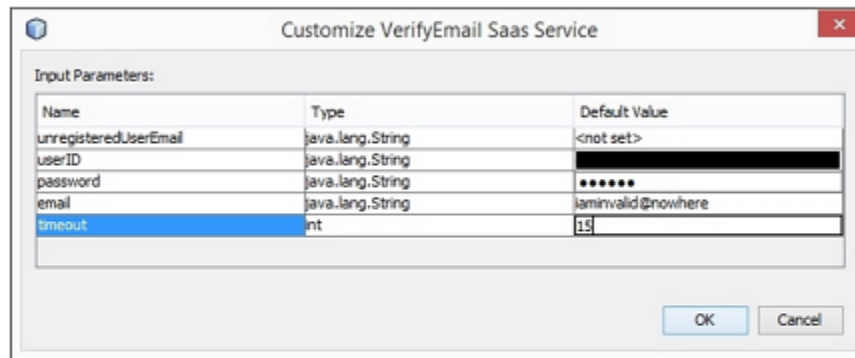 Customize VerifyEmail Saas Service
Input Parameters:
Name Type Default Value
unregisteredUserEmail java.lang.String <not set>
userID java.lang.String
password java.lang.String ••••••
email java.lang.String iaminvalid@nowhere
timeout int 15
OK Cancel